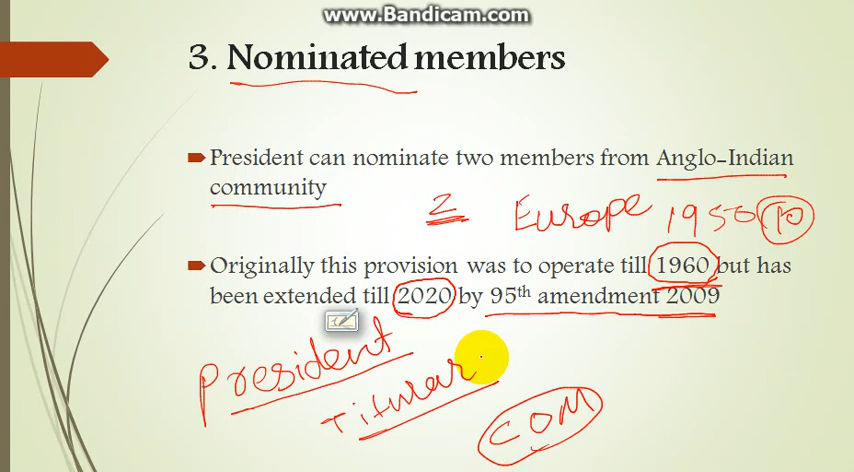 www.Bandicam.com
3. Nominated members
President can nominate two members from Anglo-Indian
community
2 Europe 1950 10
Originally this provision was to operate till 1960 but has
been extended till 2020 by 95th amendment 2009
President
Titular
COM